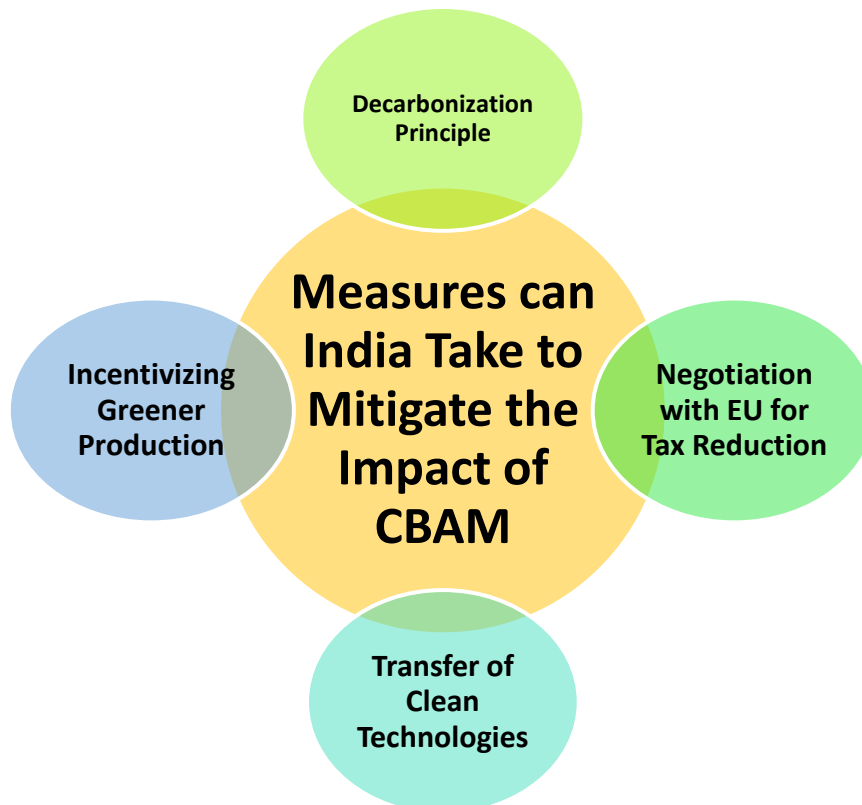 Decarbonization
Principle
Measures can
India Take to
Mitigate the
Impact of
CBAM
Incentivizing
Greener
Production
Negotiation
with EU for
Tax Reduction
Transfer of
Clean
Technologies